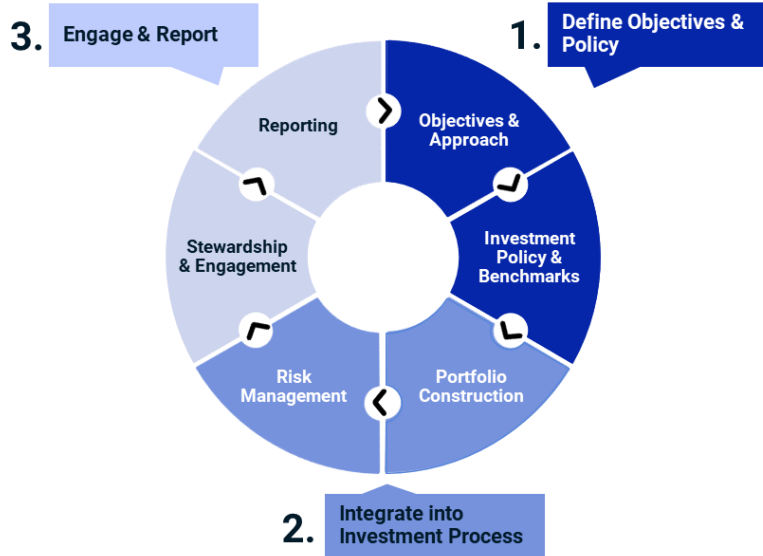 3. Engage & Report
1. Define Objectives &
Policy
Reporting
Objectives &
Approach
Stewardship
& Engagement
Investment
Policy &
Benchmarks
Risk
Management
Portfolio
Construction
2. Integrate into
Investment Process